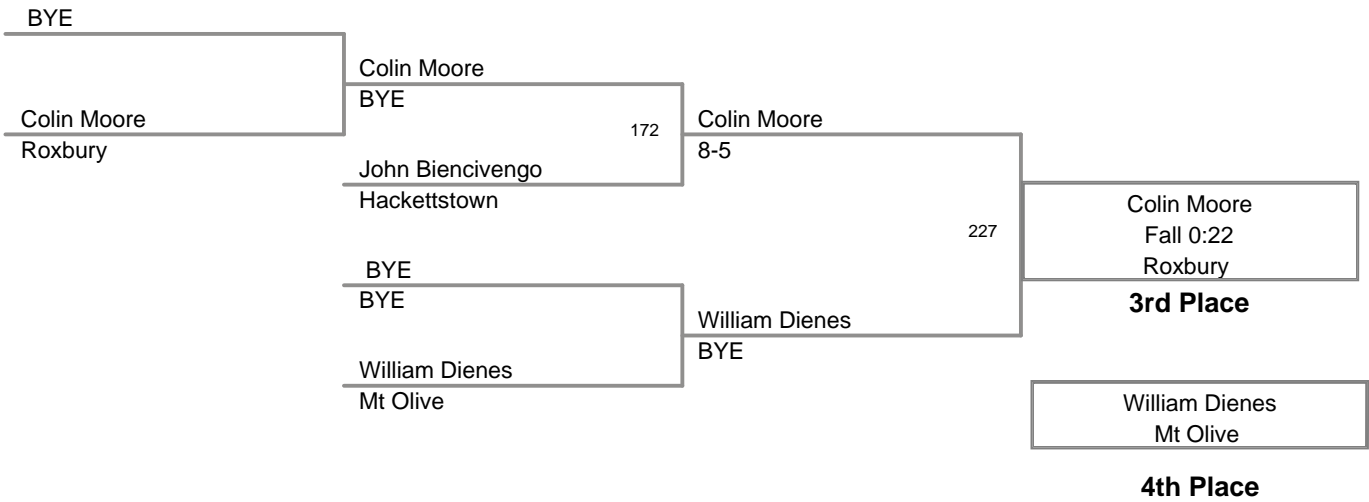 BYE
Colin Moore
Roxbury
Colin Moore
BYE
172
John Biencivengo
Hackettstown
Colin Moore
8-5
BYE
BYE
William Dienes
Mt Olive
William Dienes
BYE
227
Colin Moore
Fall 0:22
Roxbury
3rd Place
William Dienes
Mt Olive
4th Place